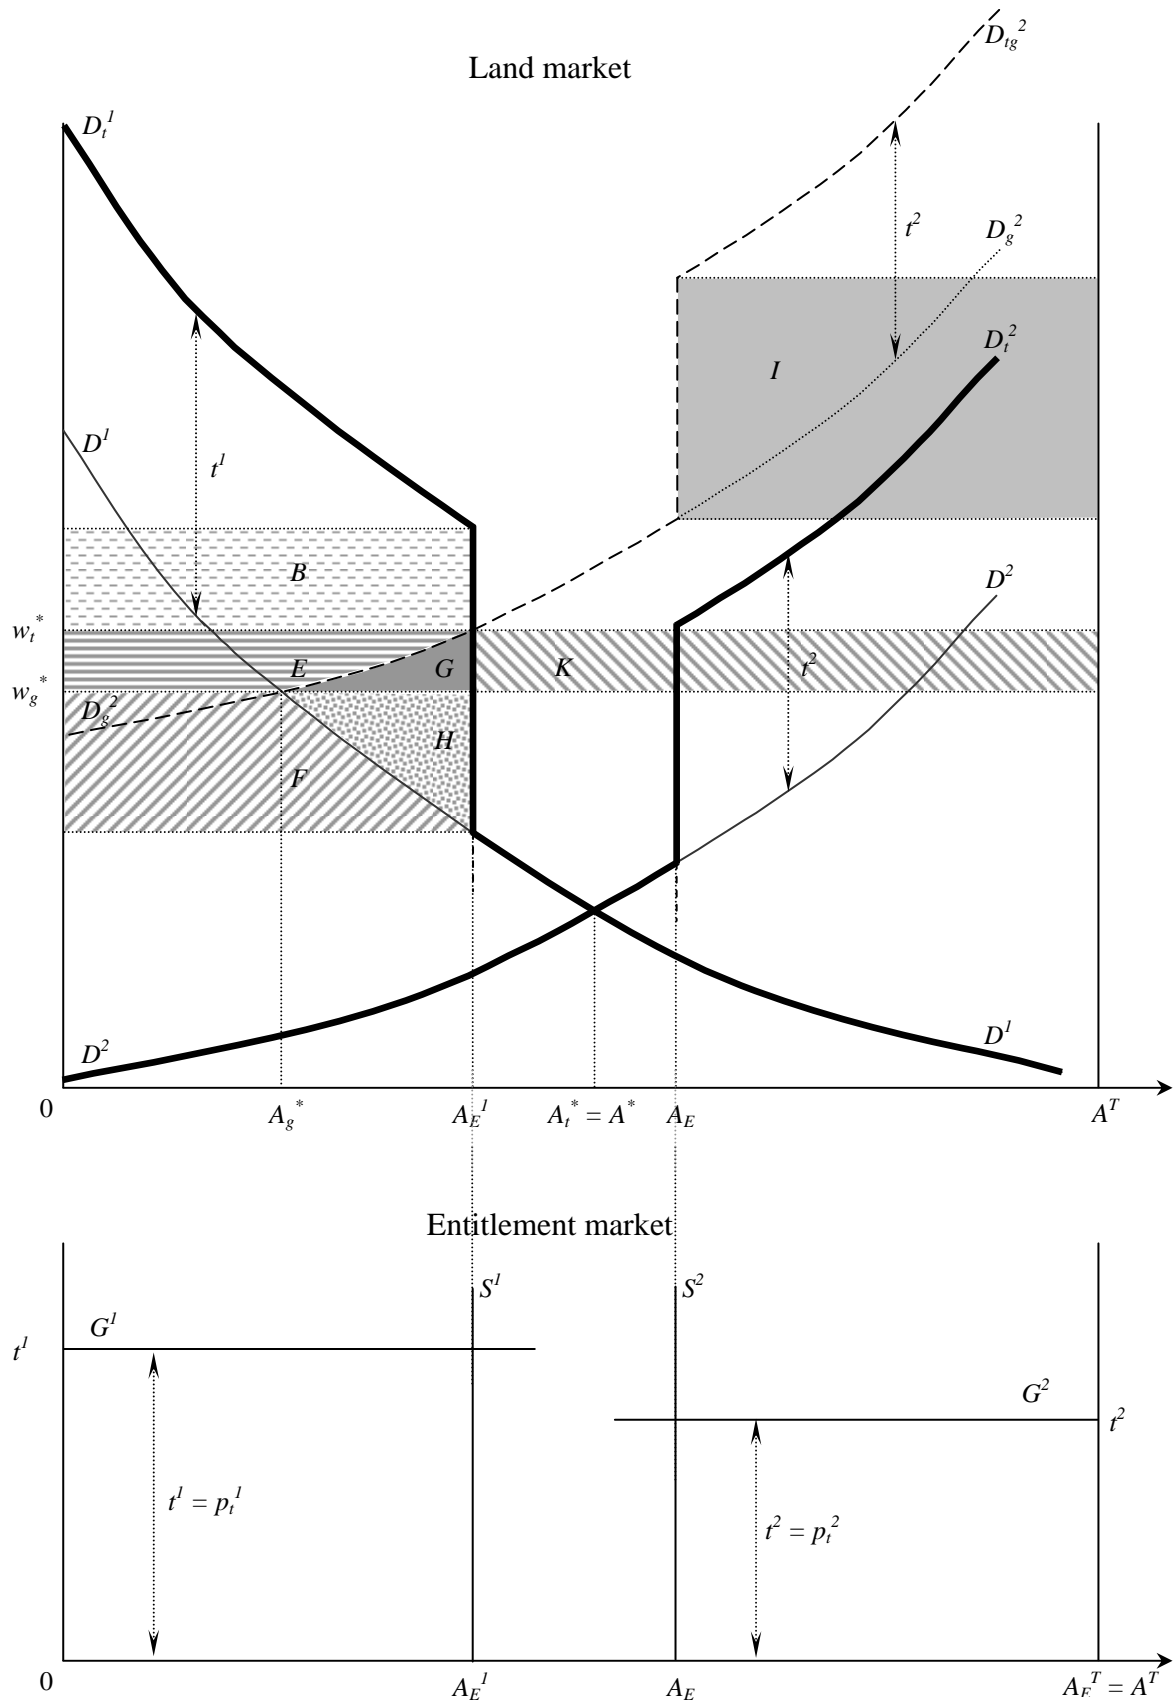 D_tg^2
Land market
D_t^1
t^2
D_g^2
D_t^2
I
D^1
t^1
B
D^2
w_t^*
E G K t^2
w_g^*
D_g^2
H
F
D^2
D^1
0 A_g^* A_E^1 A_t^* = A^* A_E A^T
Entitlement market
S^1 S^2
G^1
t^1
G^2
t^2
t^1 = p_t^1
t^2 = p_t^2
0 A_E^1 A_E A_E^T = A^T